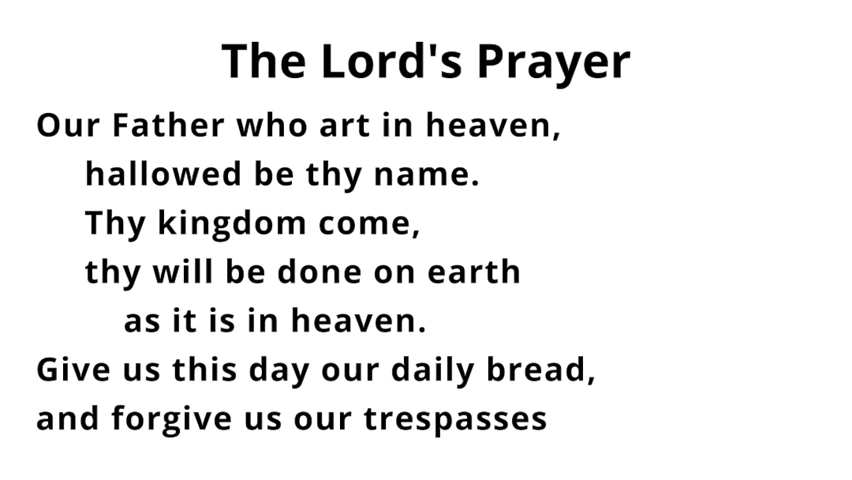 The Lord's Prayer
Our Father who art in heaven,
hallowed be thy name.
Thy kingdom come,
thy will be done on earth
as it is in heaven.
Give us this day our daily bread,
and forgive us our trespasses